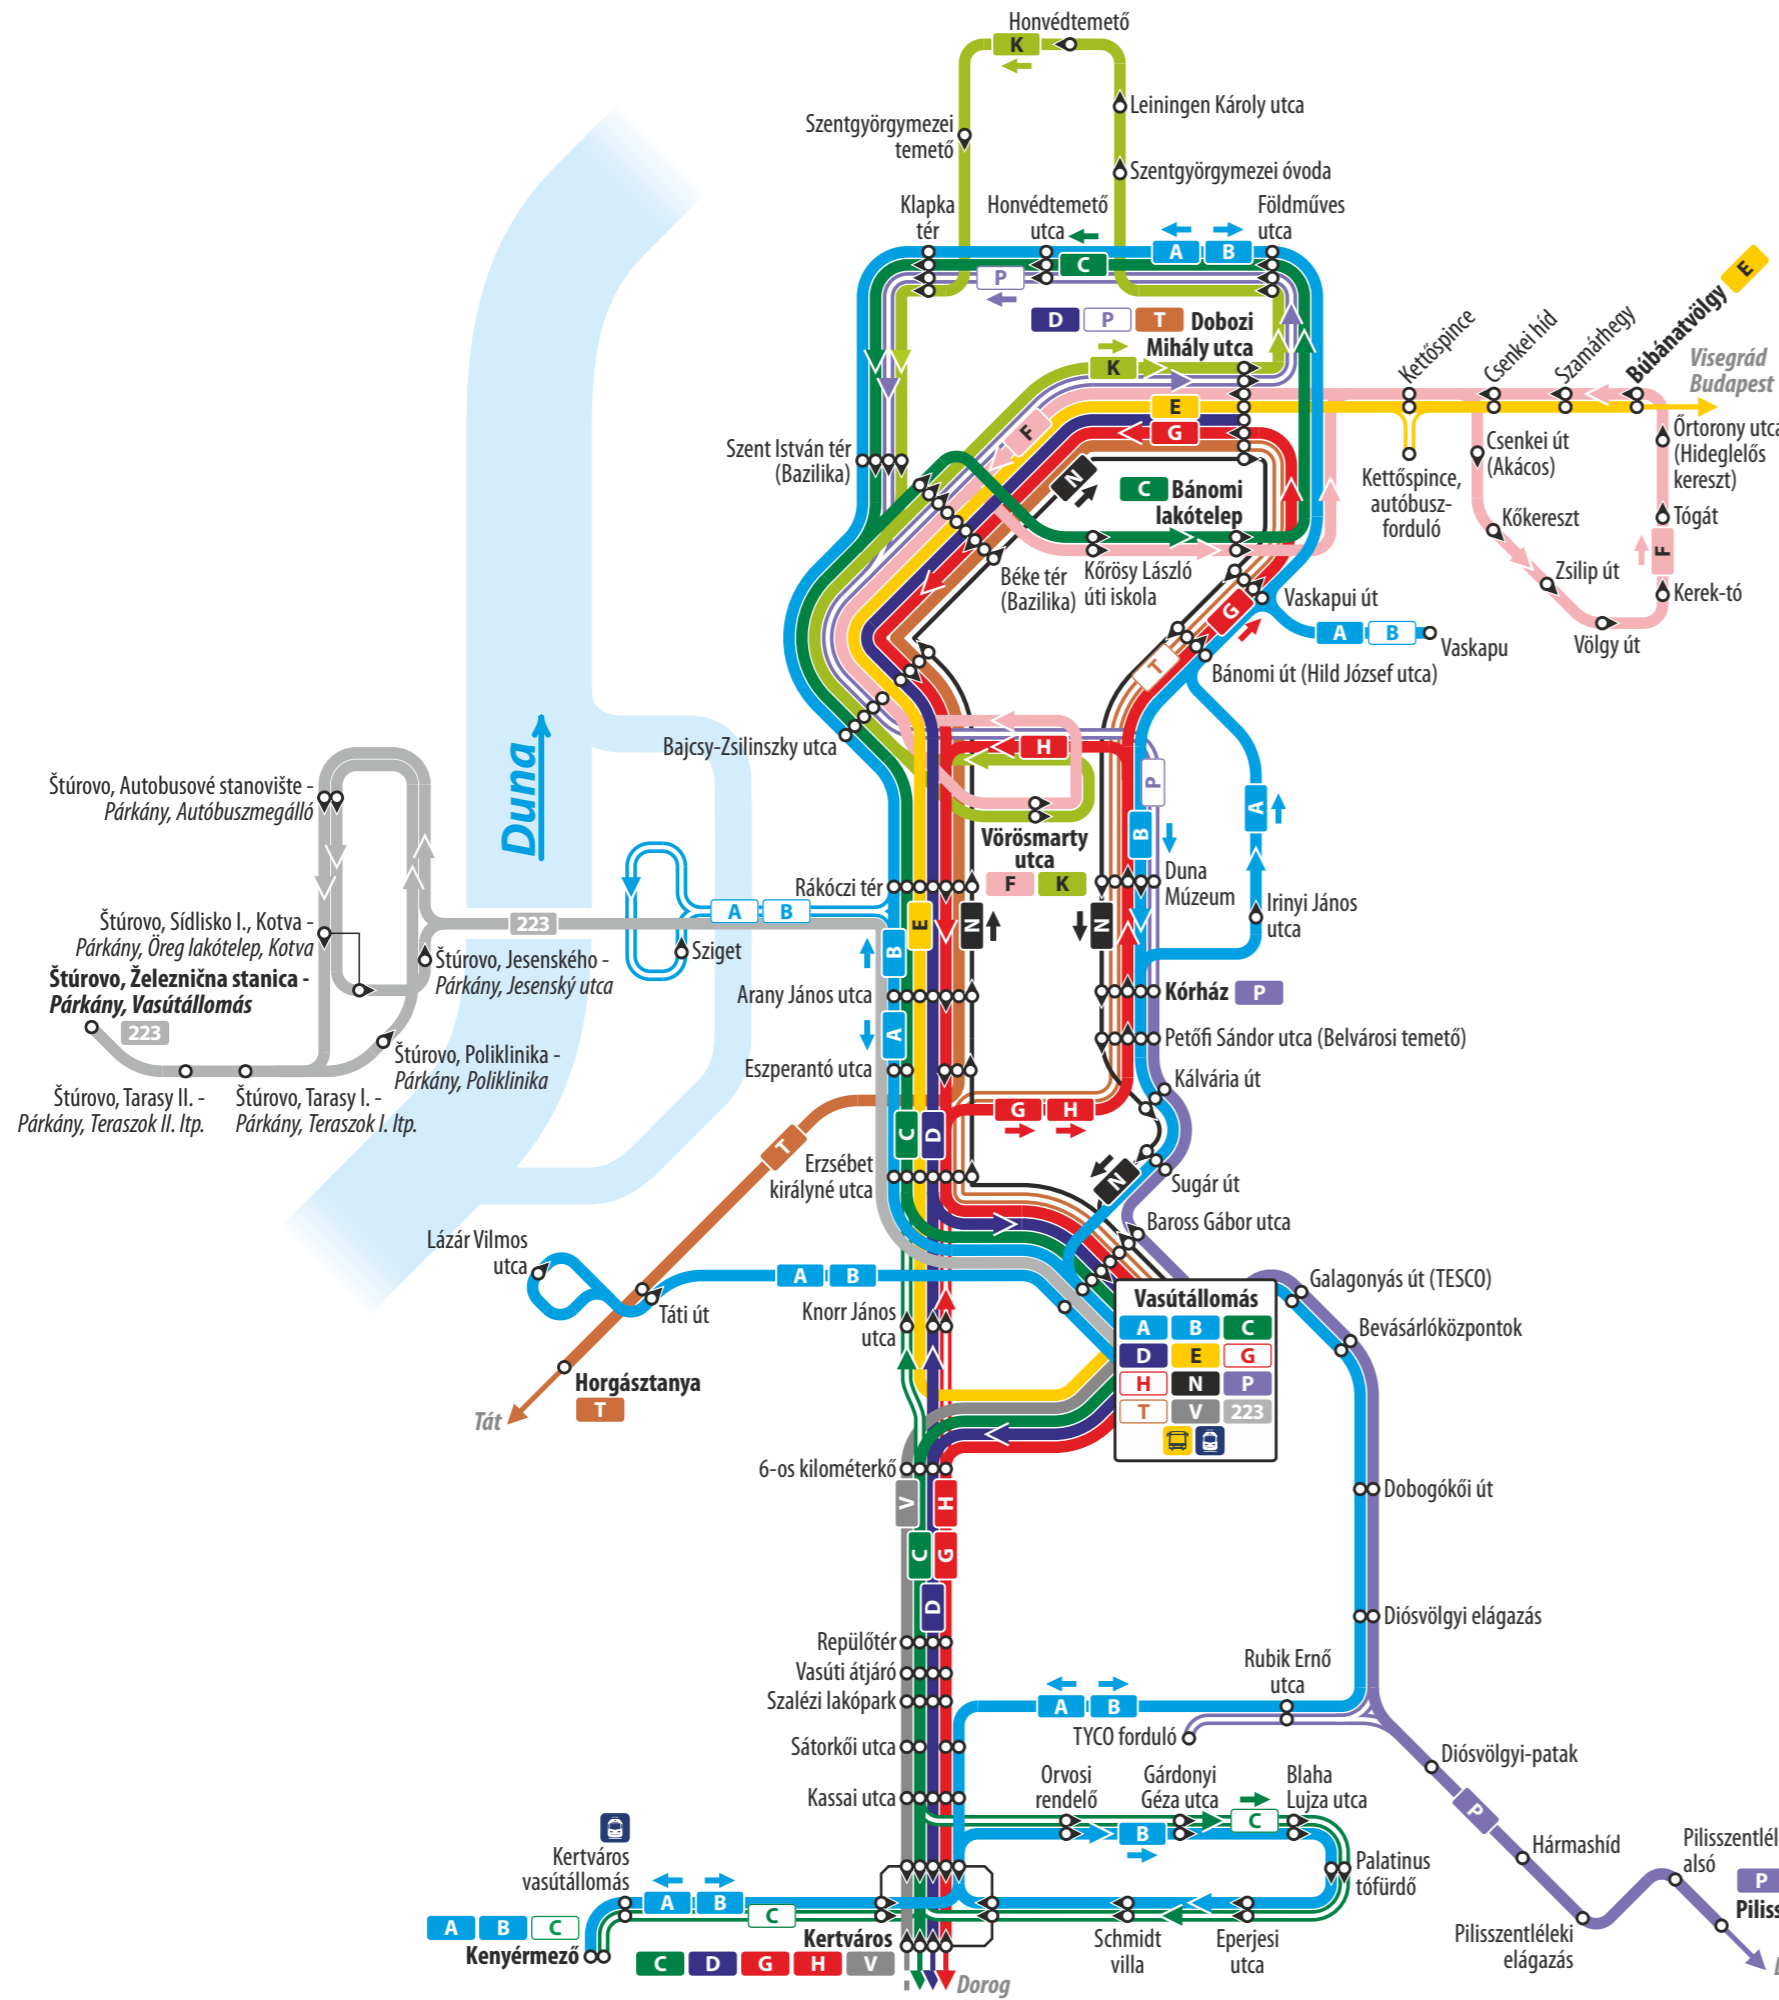 Honvédtemető
K
Leiningen Károly utca
Szentgyörgymezei
temető
Szentgyörgymezei óvoda
Klapka
tér
Honvédtemető
utca
Földműves
utca
A
B
C
P
D
P
T
Dobozi
Mihály utca
K
E
Kettőspince
Csenkei híd
Szamárhegy
Búbánatvölgy
E
Visegrád
Budapest
F
G
N
Szent István tér
(Bazilika)
Kettőspince,
autóbusz-
forduló
Csenkei út
(Akácos)
Őrtorony utca
(Hideglelős
kereszt)
C
Bánomi
lakótelep
Kőkereszt
Tógát
F
Zsilip út
Kerek-tó
Völgy út
Béke tér
(Bazilika)
Kőrösy László
úti iskola
Vaskapui út
G
A
B
Vaskapu
T
Bánomi út (Hild József utca)
Bajcsy-Zsilinszky utca
H
P
B
A
Duna
Štúrovo, Autobusové stanovište -
Párkány, Autóbuszmegálló
Vörösmarty
utca
F
K
Rákóczi tér
Duna
Múzeum
Irinyi János
utca
223
A
B
Sziget
E
N
N
B
Štúrovo, Sídlisko I., Kotva -
Párkány, Öreg lakótelep, Kotva
Štúrovo, Jesenského -
Párkány, Jesenský utca
Štúrovo, Železničná stanica -
Párkány, Vasútállomás
223
Arany János utca
Kórház
P
A
Petőfi Sándor utca (Belvárosi temető)
Štúrovo, Poliklinika -
Párkány, Poliklinika
Eszperantó utca
Kálvária út
Štúrovo, Tarasy II. -
Párkány, Teraszok II. ltp.
Štúrovo, Tarasy I. -
Párkány, Teraszok I. ltp.
G
H
C
D
T
Erzsébet
királyné utca
N
Sugár út
Baross Gábor utca
Lázár Vilmos
utca
A
B
Táti út
Knorr János
utca
Galagonyás út (TESCO)
Bevásárlóközpontok
Vasútállomás
A
B
C
D
E
G
H
N
P
T
V
223
Horgásztanya
T
Tát
6-os kilométerkő
V
H
C
G
D
Dobogókői út
Diósvölgyi elágazás
Repülőtér
Vasúti átjáró
Szalézi lakópark
Rubik Ernő
utca
A
B
TYCO forduló
Sátorkői utca
Diósvölgyi-patak
Kassai utca
Orvosi
rendelő
Gárdonyi
Géza utca
Blaha
Lujza utca
C
B
P
Hármashíd
Palatinus
tófürdő
Kertváros
vasútállomás
A
B
C
A
B
C
Kenyérmező
Kertváros
C
D
G
H
V
Schmidt
villa
Eperjesi
utca
Pilisszentléleki
elágazás
alsó
P
Dorog